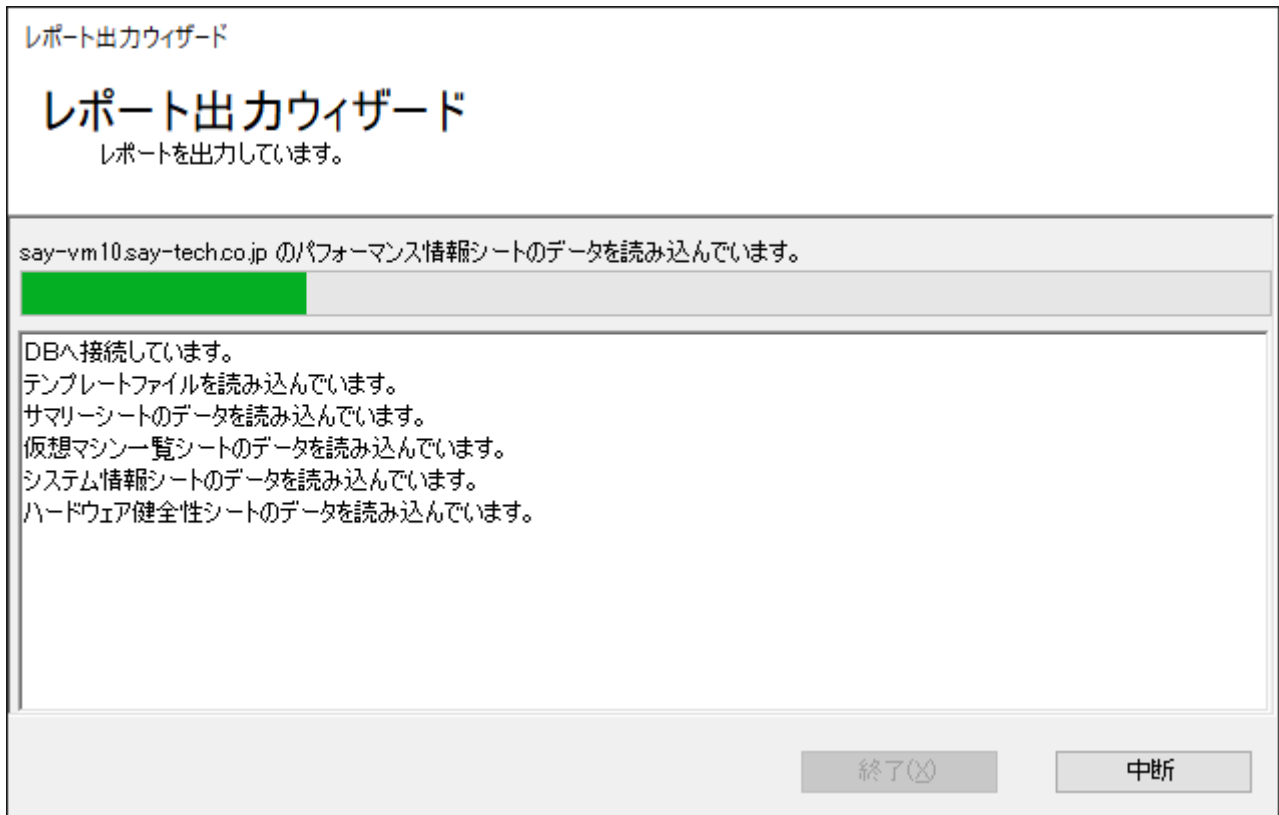 レポート出力ウィザード
レポート出力ウィザード
レポートを出力しています。
say-vm10.say-tech.co.jp のパフォーマンス情報シートのデータを読み込んでいます。
DBへ接続しています。
テンプレートファイルを読み込んでいます。
サマリーシートのデータを読み込んでいます。
仮想マシン一覧シートのデータを読み込んでいます。
システム情報シートのデータを読み込んでいます。
ハードウェア健全性シートのデータを読み込んでいます。
終了(X) 中断